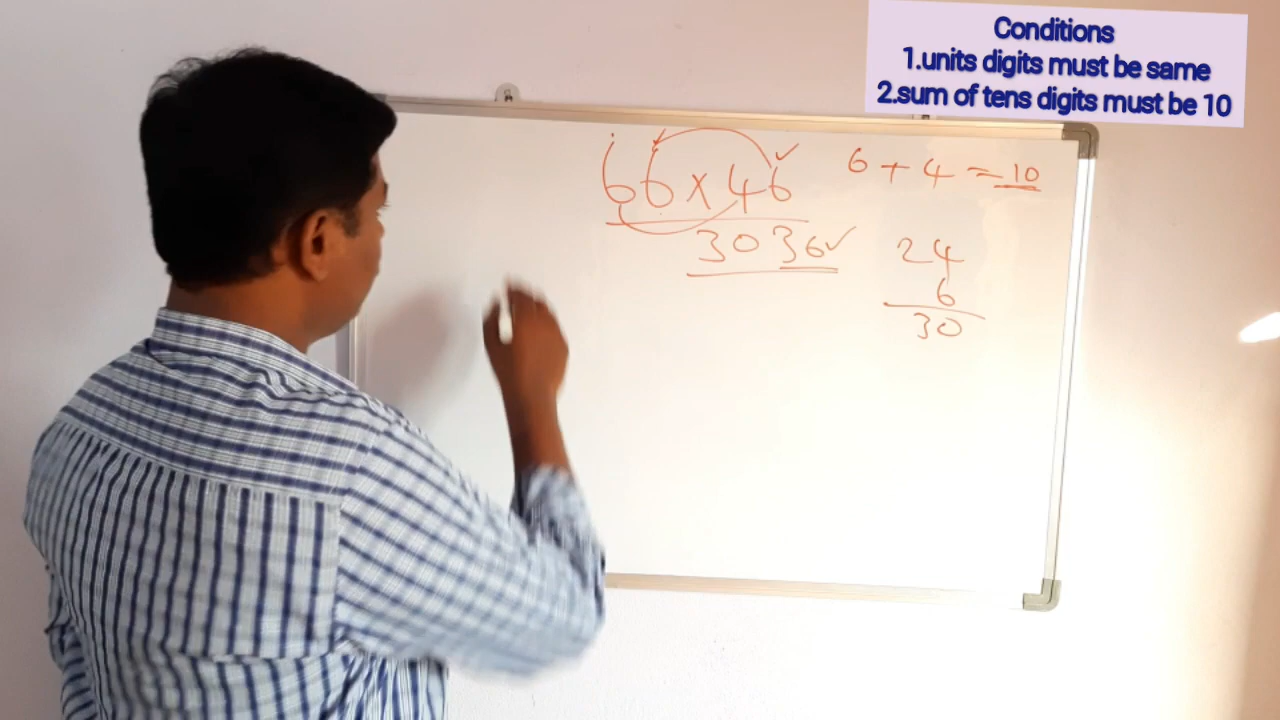 Conditions
1.units digits must be same
2.sum of tens digits must be 10
66 x 46
3036✓
6 + 4 = 10
24
6
30